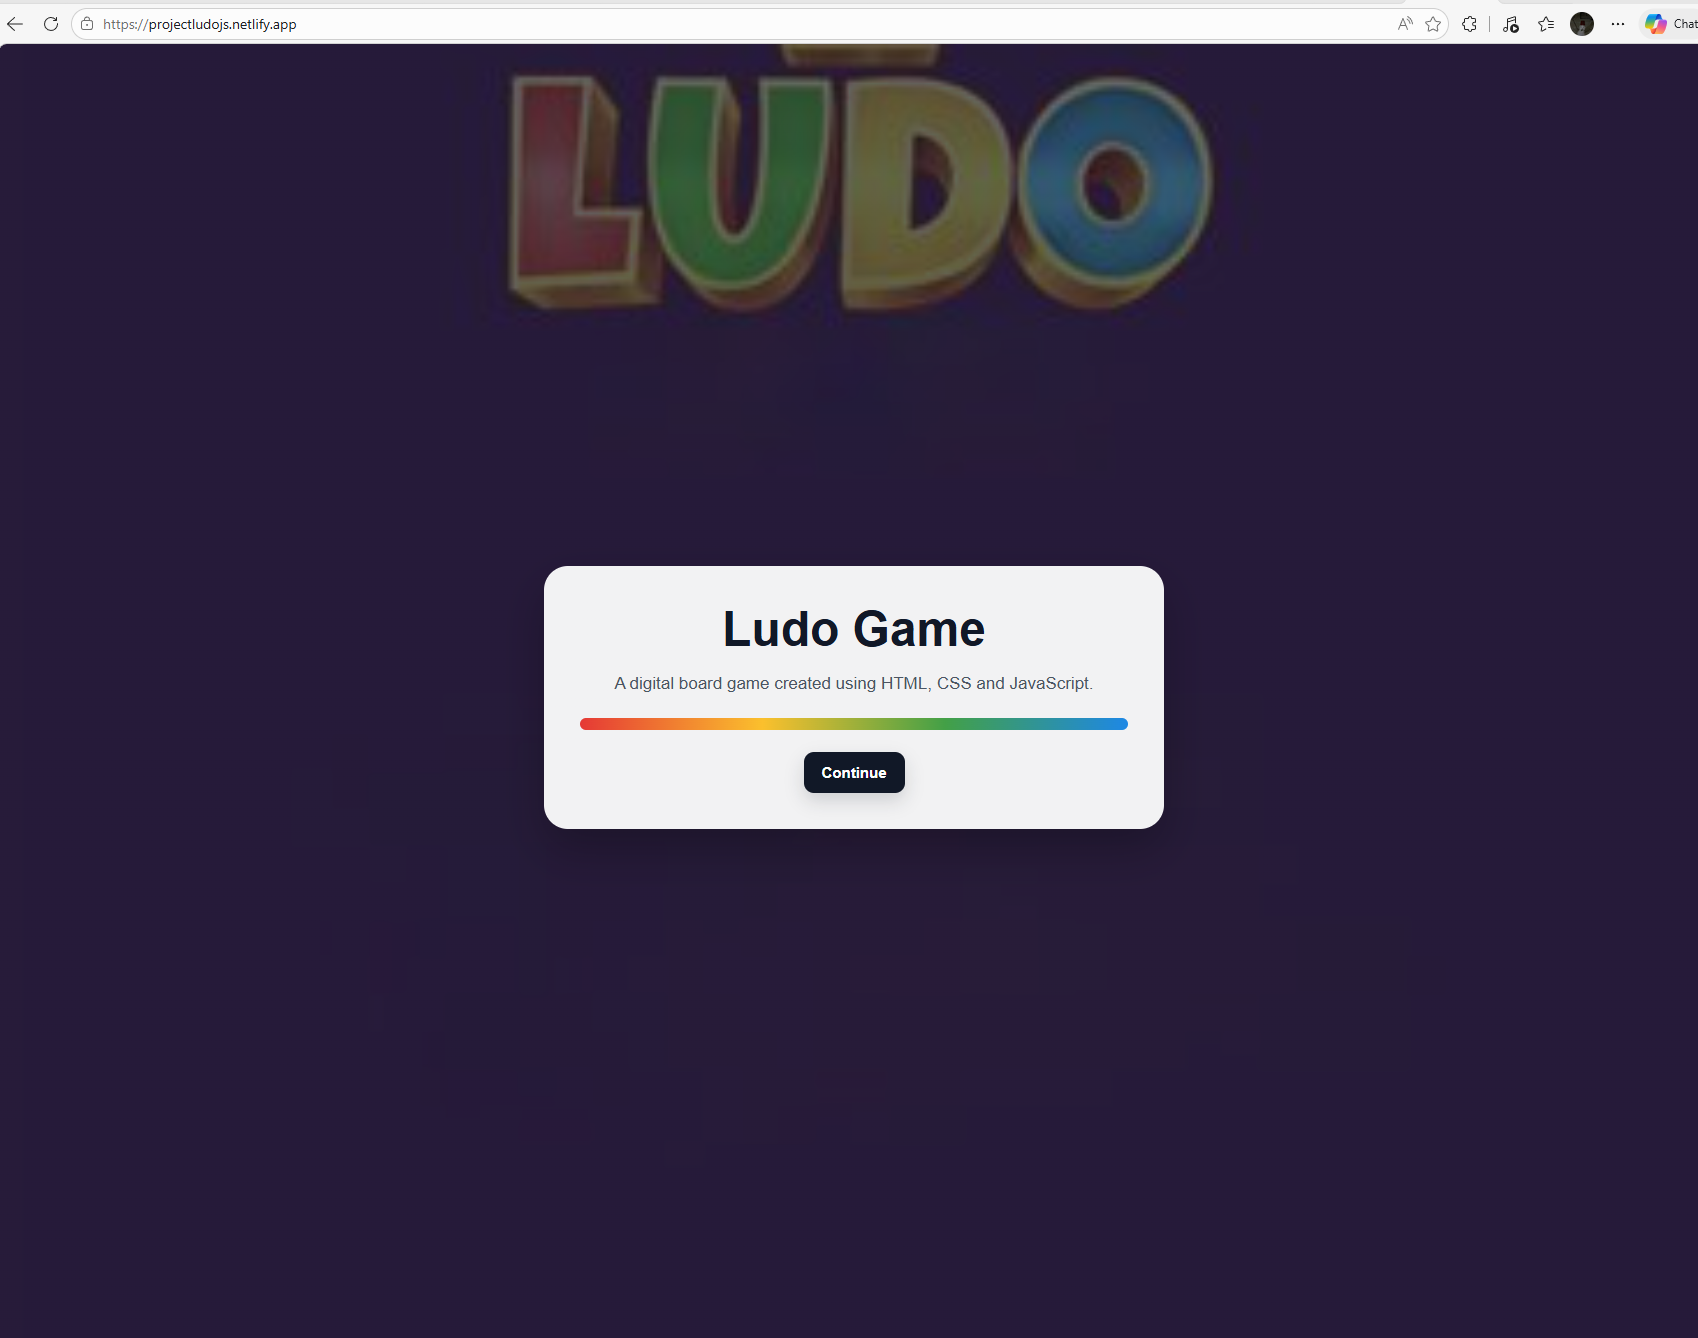 https://projectludojs.netlify.app
Chat
LUDO
Ludo Game
A digital board game created using HTML, CSS and JavaScript.
Continue